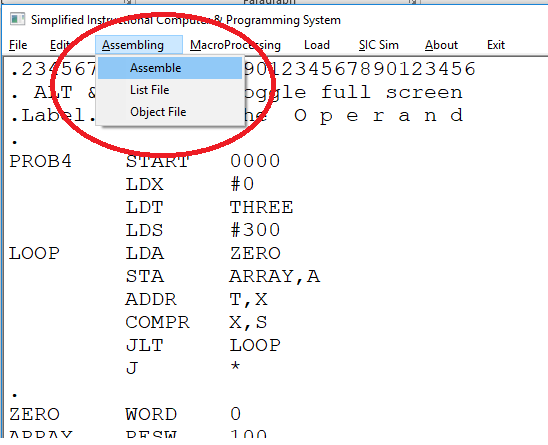 Paragraph
Simplified Instructional Computer & Programming System
File Edit Assembling MacroProcessing Load SIC Sim About Exit
.234567 901234567890123456
Assemble
. ALT & oggle full screen
List File
.Label. he O p e r a n d
Object File
.
PROB4 START 0000
LDX #0
LDT THREE
LDS #300
LOOP LDA ZERO
STA ARRAY,A
ADDR T,X
COMPR X,S
JLT LOOP
J *
.
ZERO WORD 0
ARRAY RESW 100